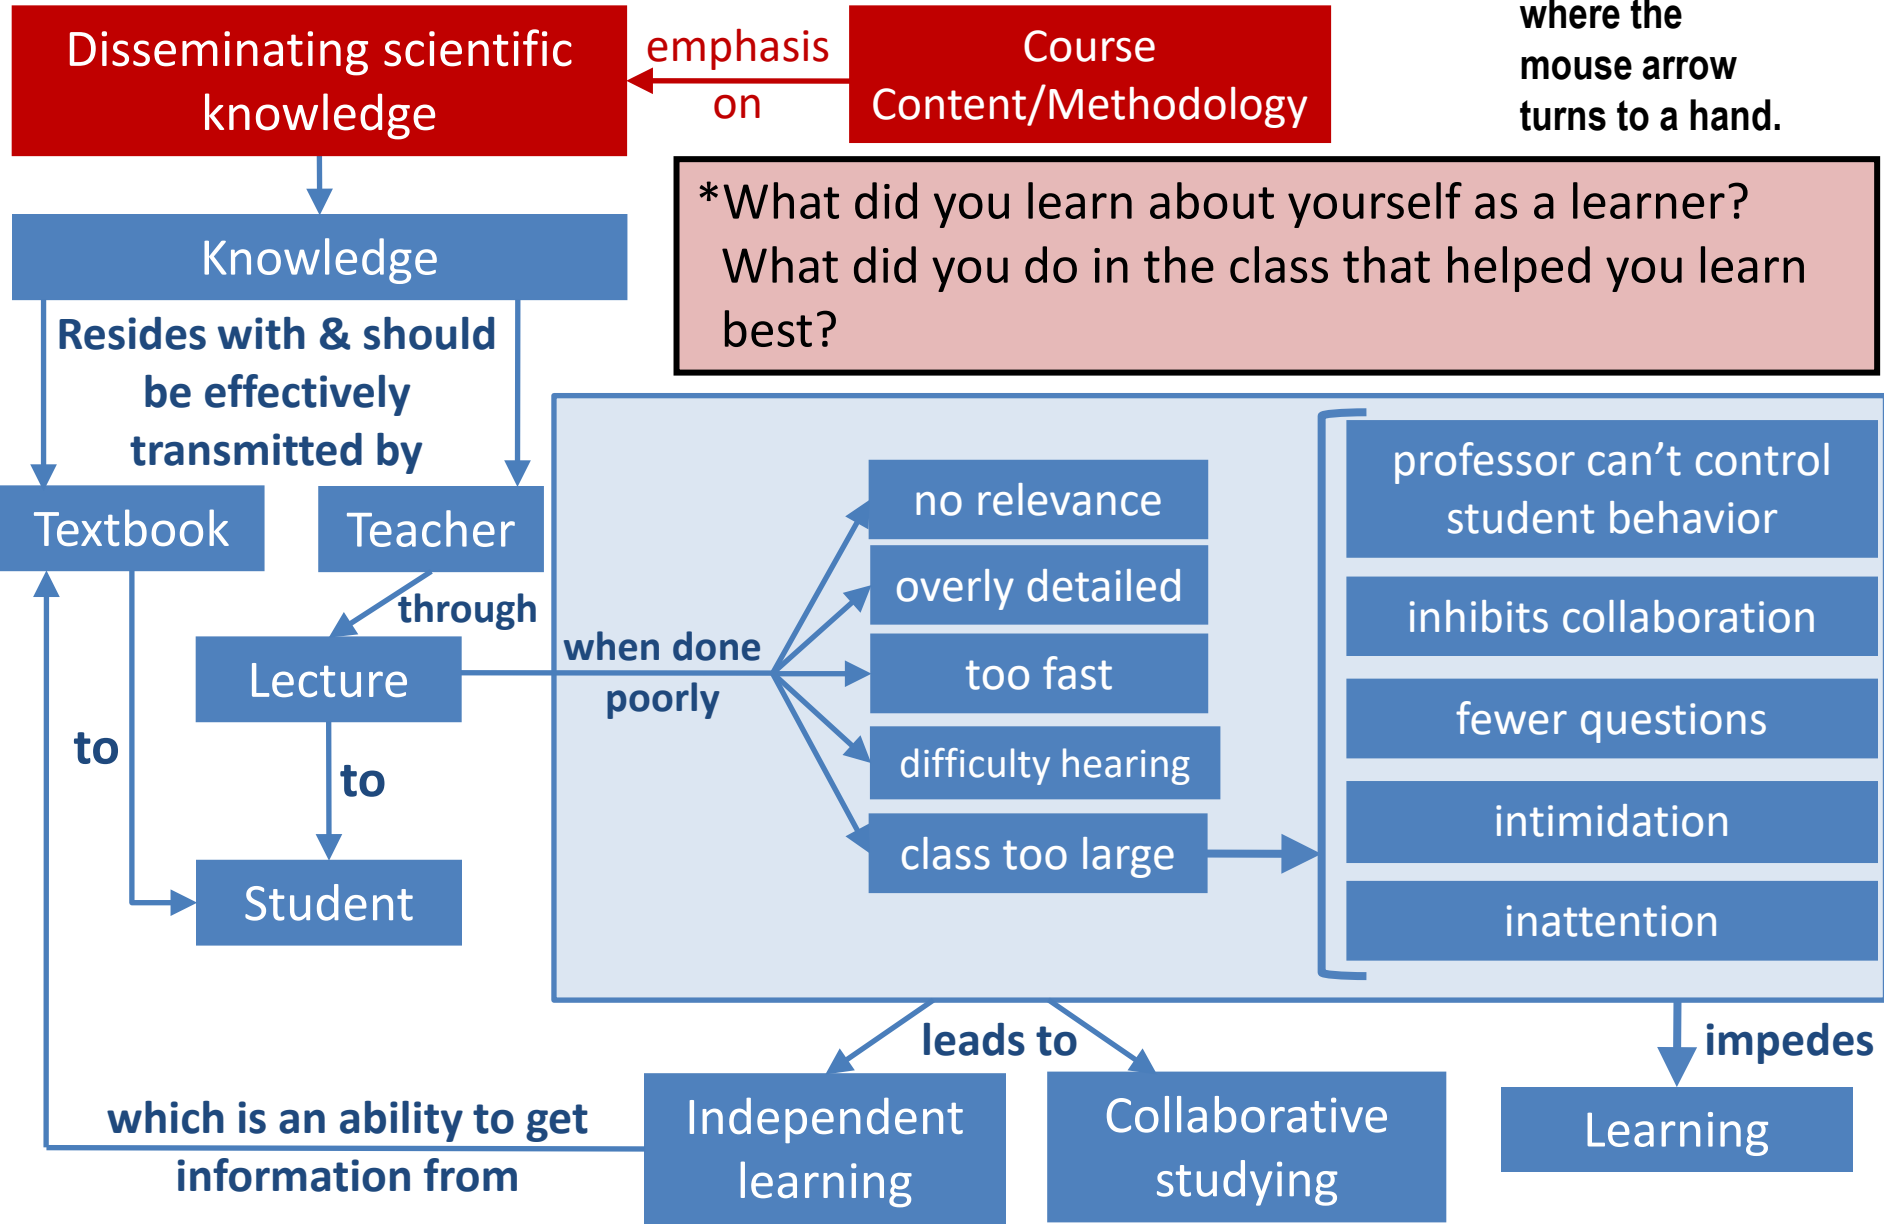 where the
mouse arrow
turns to a hand.
Disseminating scientific
knowledge
emphasis
on
Course
Content/Methodology
*What did you learn about yourself as a learner?
What did you do in the class that helped you learn
best?
Knowledge
Resides with & should
be effectively
transmitted by
Textbook
Teacher
through
Lecture
to
to
Student
when done
poorly
no relevance
overly detailed
too fast
difficulty hearing
class too large
professor can’t control
student behavior
inhibits collaboration
fewer questions
intimidation
inattention
leads to
impedes
Independent
learning
Collaborative
studying
Learning
which is an ability to get
information from